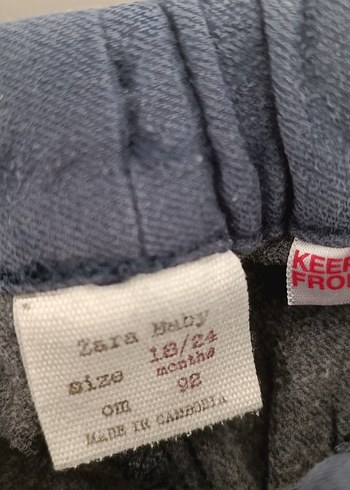 Zara Baby
size 18/24
months
cm 92
MADE IN CAMBODIA
KEEP
FRO